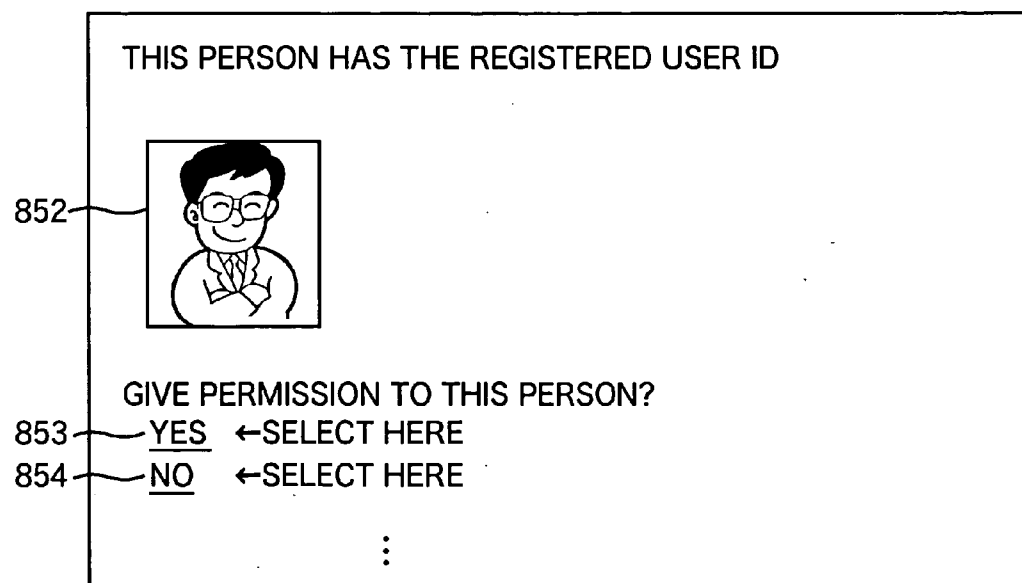 THIS PERSON HAS THE REGISTERED USER ID
852
GIVE PERMISSION TO THIS PERSON?
853 YES ←SELECT HERE
854 NO ←SELECT HERE
⋮